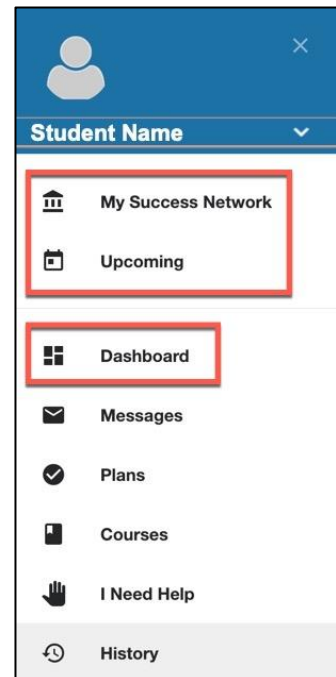 Student Name
My Success Network
Upcoming
Dashboard
Messages
Plans
Courses
I Need Help
History